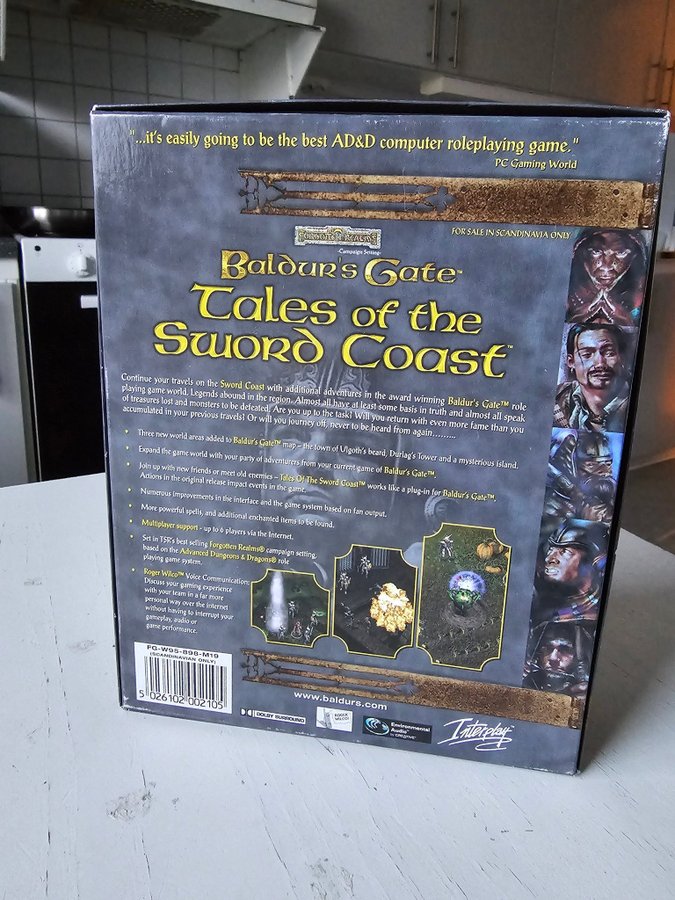 "...it's easily going to be the best AD&D computer roleplaying game."
PC Gaming World
FORGOTTEN REALMS
Campaign Setting
FOR SALE IN SCANDINAVIA ONLY
Baldur's Gate™
Tales of the
Sword Coast™
Continue your travels on the Sword Coast with additional adventures in the award winning Baldur's Gate™ role
playing game world. Legends abound in the region. Almost all have at least some basis in truth and almost all speak
of treasures lost and monsters to be defeated. Are you up to the task? Will you return with even more fame than you
accumulated in your previous travels? Or will you journey off, never to be heard from again.........
• Three new world areas added to Baldur's Gate™ map – the town of Ulgoth's beard, Durlag's Tower and a mysterious island.
• Expand the game world with your party of adventurers from your current game of Baldur's Gate™.
• Join up with new friends or meet old enemies – Tales Of The Sword Coast™ works like a plug-in for Baldur's Gate™.
Actions in the original release impact events in the game.
• Numerous improvements in the interface and the game system based on fan output.
• More powerful spells, and additional enchanted items to be found.
• Multiplayer support - up to 6 players via the Internet.
• Set in TSR's best selling Forgotten Realms® campaign setting,
based on the Advanced Dungeons & Dragons® role
playing game system.
• Roger Wilco™ Voice Communication:
Discuss your gaming experience
with your team in a far more
personal way over the internet
without having to interrupt your
gameplay, audio or
game performance.
PG-W95-898-M19
(SCANDINAVIAN ONLY)
5 026102 002105
www.baldurs.com
DOLBY SURROUND
ROGER WILCO
Environmental
Audio™
by CREATIVE
Interplay™